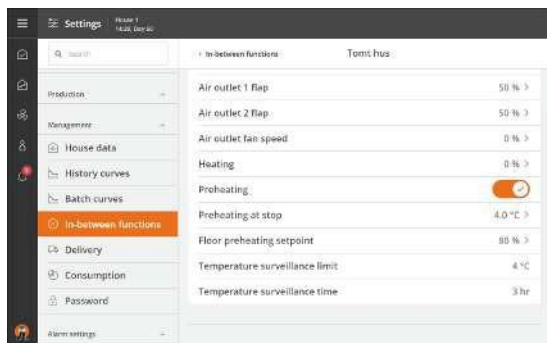 Settings
House 1
Search
Production
Management
House data
History curves
Batch curves
In-between functions
Delivery
Consumption
Password
Alarm settings
In-between functions
Tomt hus
Air outlet 1 flap 50 %
Air outlet 2 flap 50 %
Air outlet fan speed 0 %
Heating 0 %
Preheating
Preheating at stop 4.0 °C
Floor preheating setpoint 80 %
Temperature surveillance limit 4 °C
Temperature surveillance time 3 hr